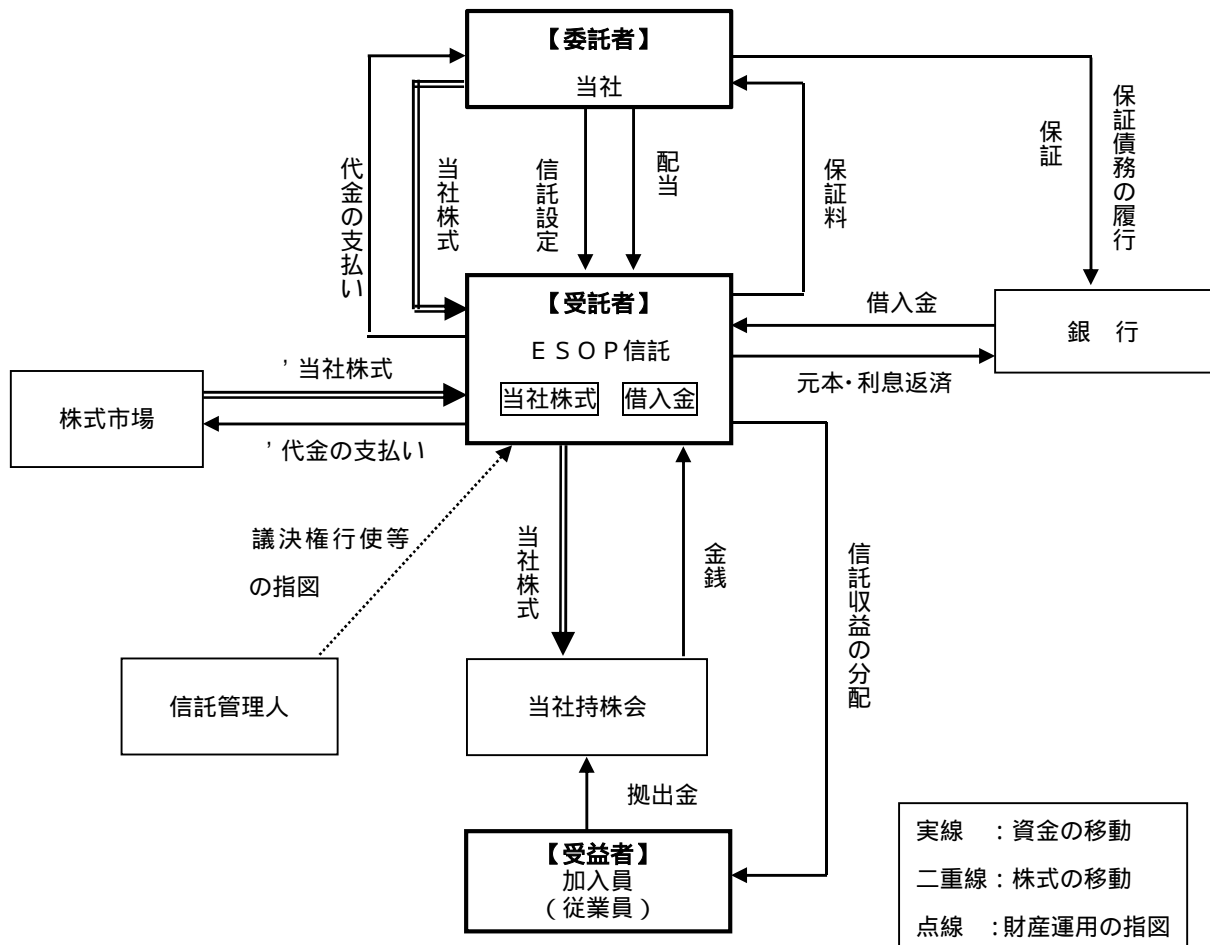 【委託者】
当社
代金の支払い
当社株式
信託設定
配当
保証料
保証
保証債務の履行
【受託者】
ESOP信託
当社株式
借入金
借入金
元本・利息返済
銀 行
株式市場
’当社株式
’代金の支払い
議決権行使等
の指図
当社株式
金銭
信託収益の分配
信託管理人
当社持株会
拠出金
【受益者】
加入員
(従業員)
実線 :資金の移動
二重線:株式の移動
点線 :財産運用の指図